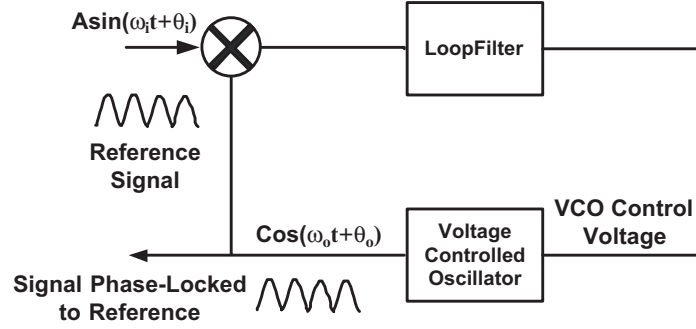 Asin(ωᵢt+θᵢ)
LoopFilter
Reference
Signal
Cos(ωₒt+θₒ)
Voltage
Controlled
Oscillator
VCO Control
Voltage
Signal Phase-Locked
to Reference